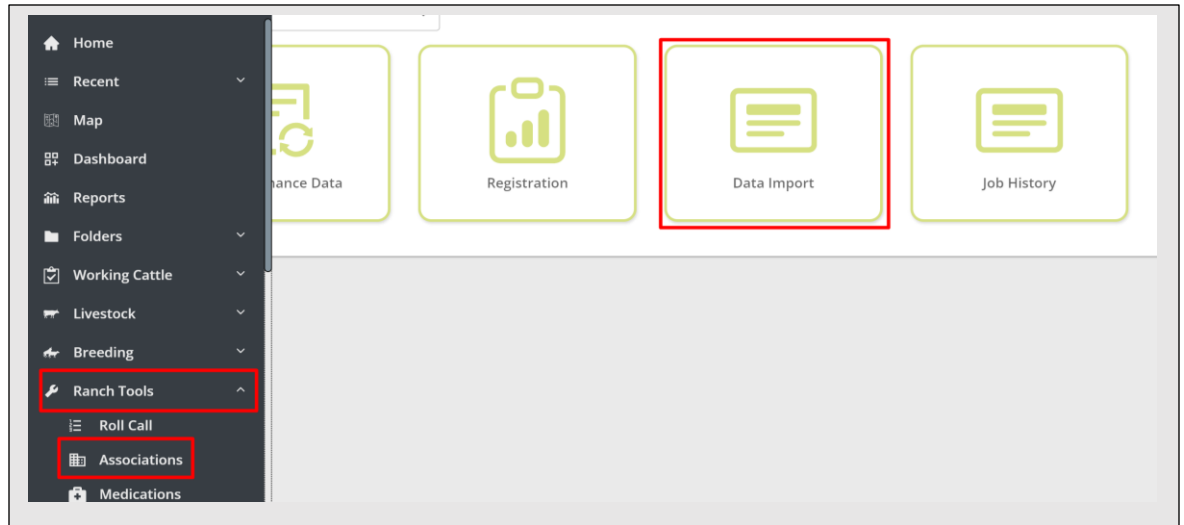 Home
Recent
Map
Dashboard
Reports
Folders
Working Cattle
Livestock
Breeding
Ranch Tools
Roll Call
Associations
Medications
nance Data
Registration
Data Import
Job History